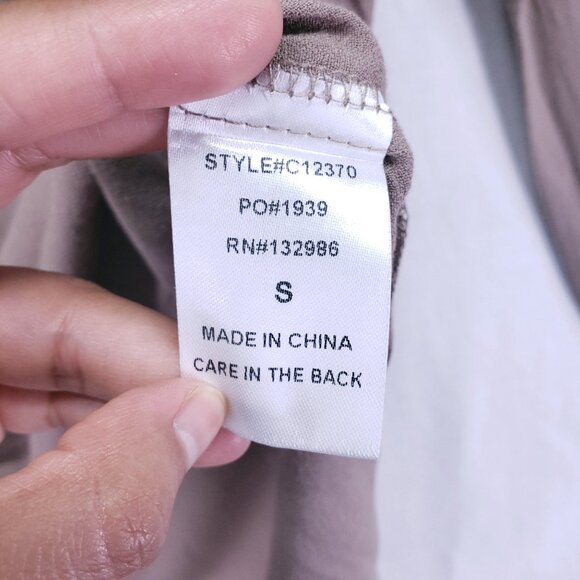 STYLE#C12370
PO#1939
RN#132986
S
MADE IN CHINA
CARE IN THE BACK